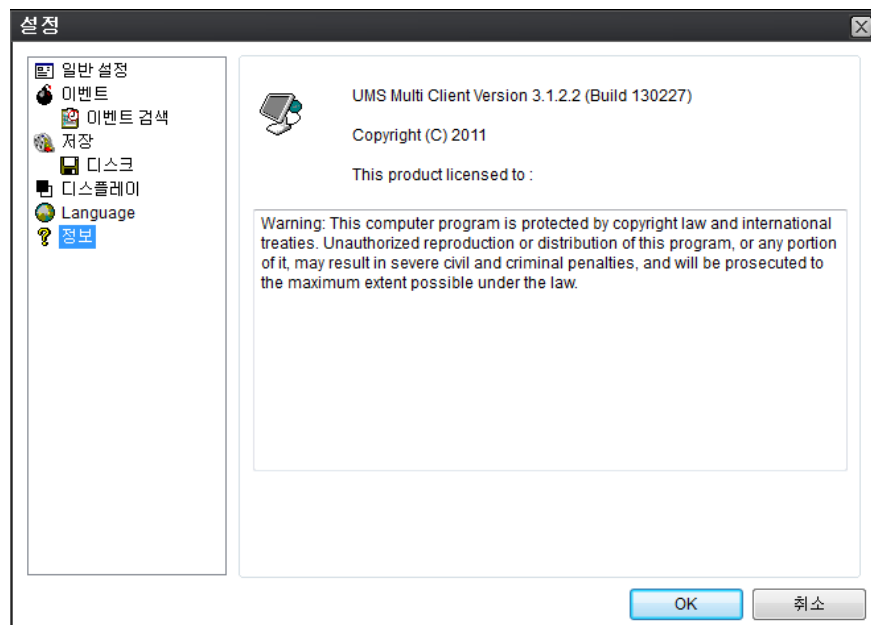 설정
일반 설정
이벤트
이벤트 검색
저장
디스크
디스플레이
Language
정보
UMS Multi Client Version 3.1.2.2 (Build 130227)
Copyright (C) 2011
This product licensed to :
Warning: This computer program is protected by copyright law and international
treaties. Unauthorized reproduction or distribution of this program, or any portion
of it, may result in severe civil and criminal penalties, and will be prosecuted to
the maximum extent possible under the law.
OK
취소